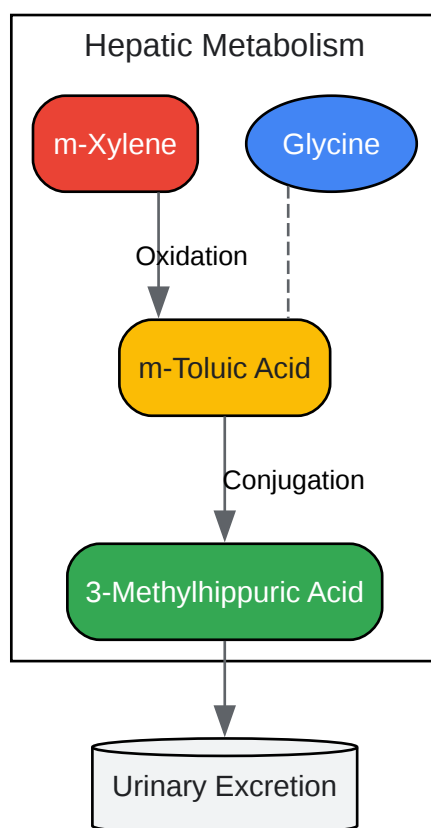 Hepatic Metabolism
m-Xylene
Glycine
Oxidation
m-Toluic Acid
Conjugation
3-Methylhippuric Acid
Urinary Excretion